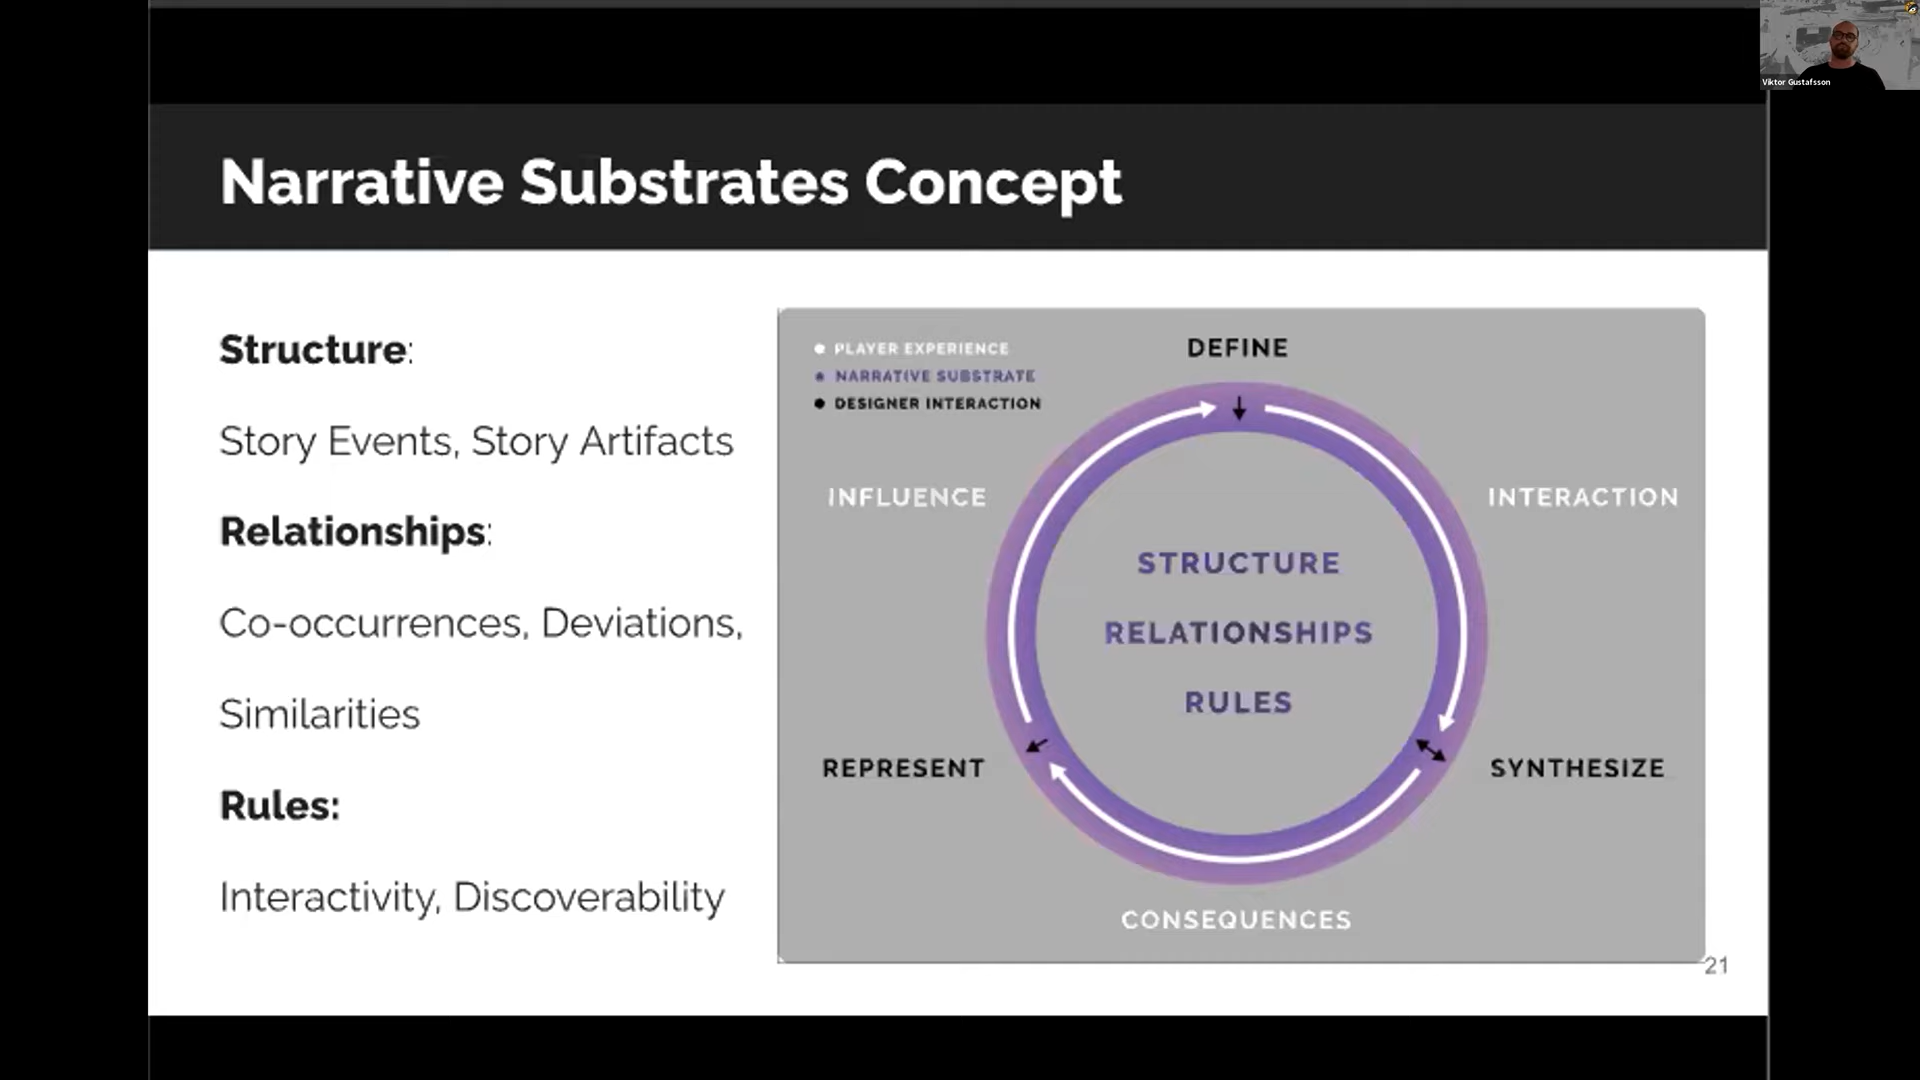 Viktor Gustafsson
Narrative Substrates Concept
Structure:
Story Events, Story Artifacts
Relationships:
Co-occurrences, Deviations,
Similarities
Rules:
Interactivity, Discoverability
PLAYER EXPERIENCE
NARRATIVE SUBSTRATE
DESIGNER INTERACTION
DEFINE
INFLUENCE
INTERACTION
STRUCTURE
RELATIONSHIPS
RULES
REPRESENT
SYNTHESIZE
CONSEQUENCES
21